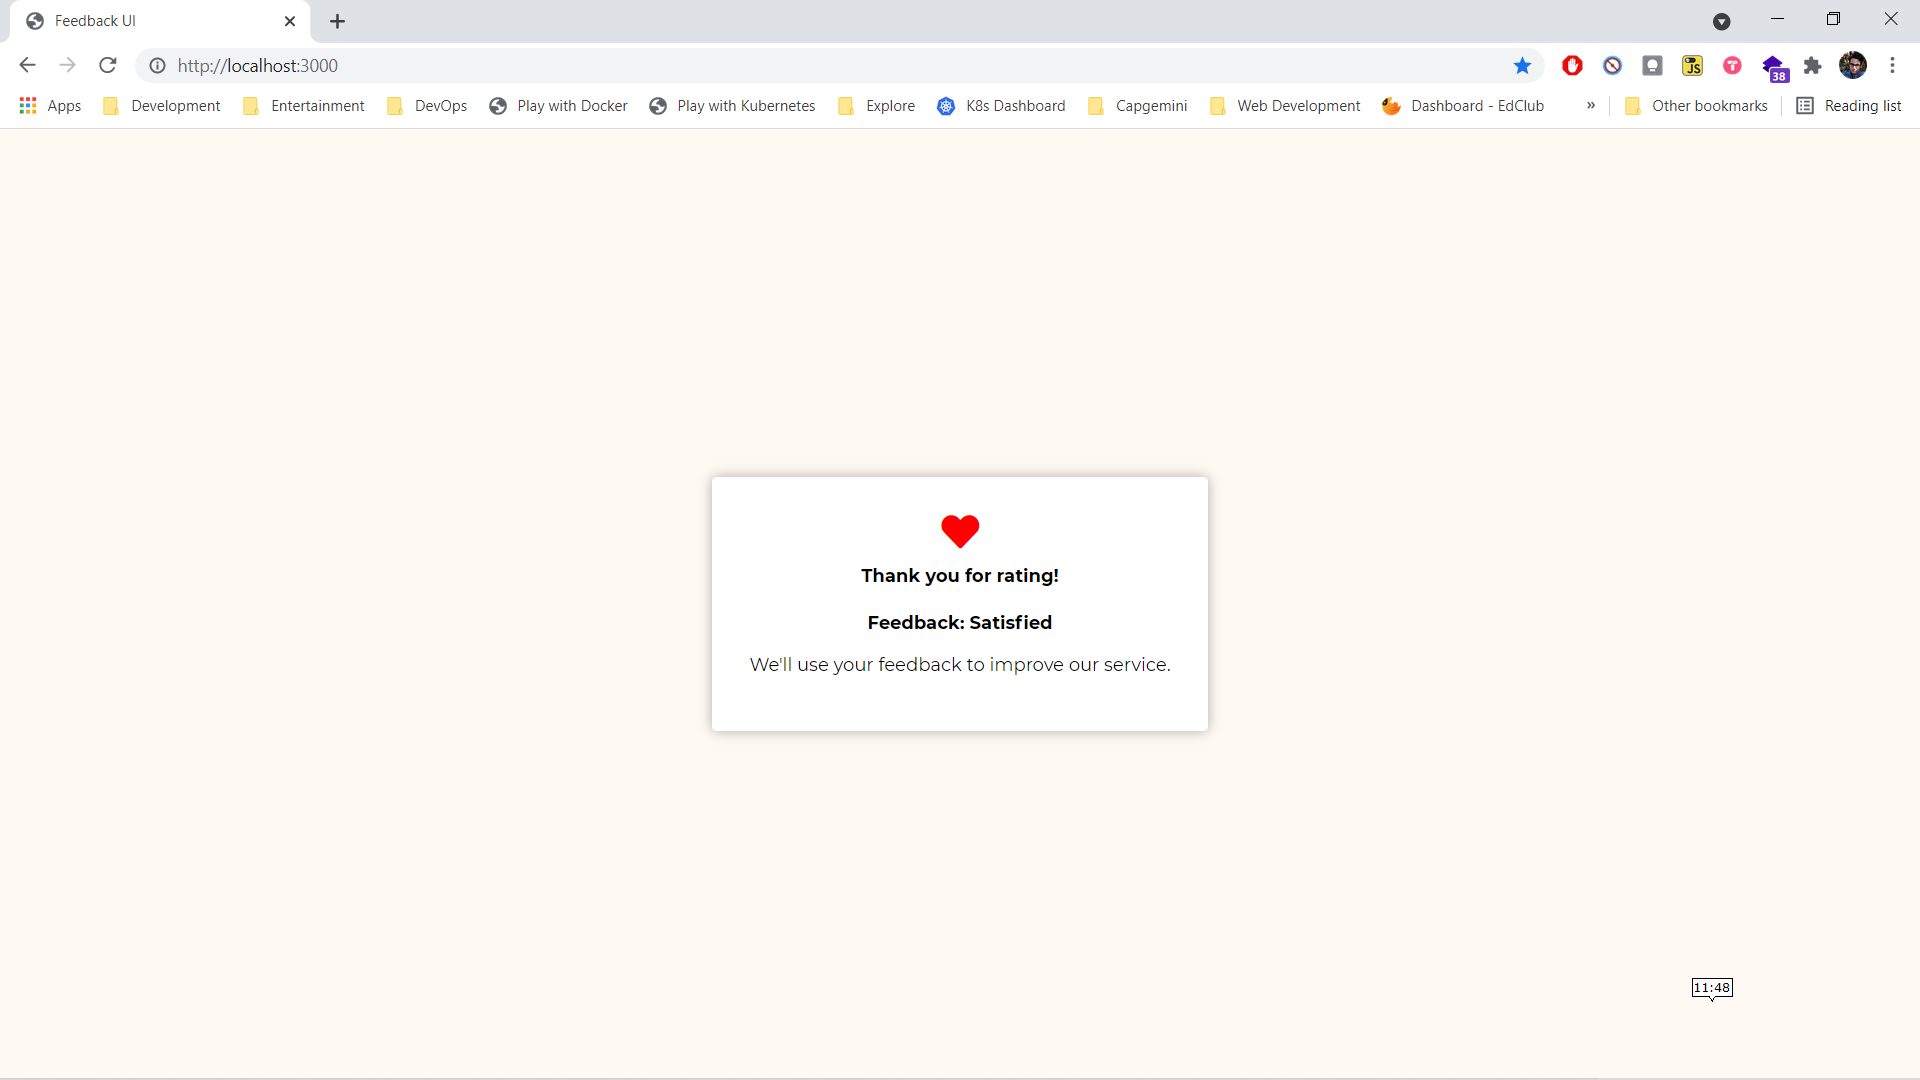 Feedback UI
http://localhost:3000
JS
38
Apps
Development
Entertainment
DevOps
Play with Docker
Play with Kubernetes
Explore
K8s Dashboard
Capgemini
Web Development
Dashboard - EdClub
»
Other bookmarks
Reading list
Thank you for rating!
Feedback: Satisfied
We'll use your feedback to improve our service.
11:48